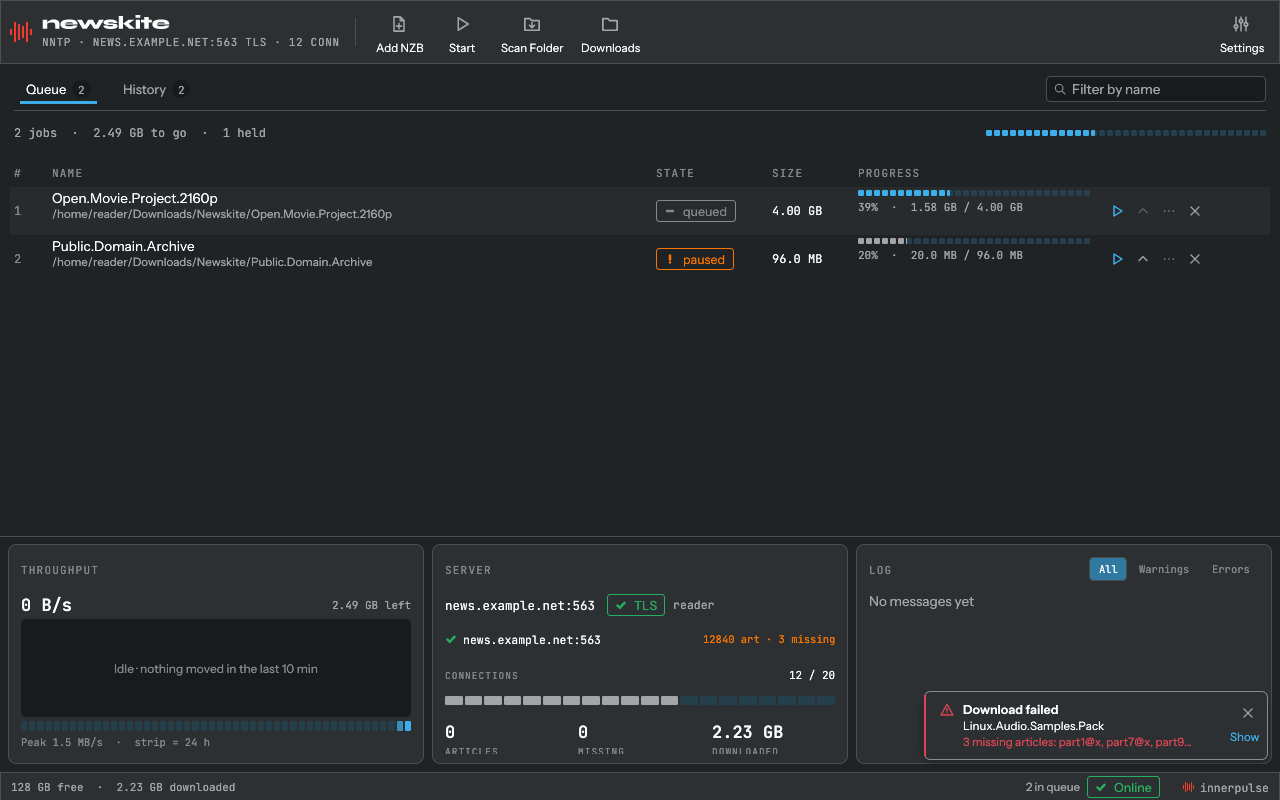 newskite
NNTP · NEWS.EXAMPLE.NET:563 TLS · 12 CONN
Add NZB
Start
Scan Folder
Downloads
Settings
Queue 2
History 2
Filter by name
2 jobs · 2.49 GB to go · 1 held
# NAME STATE SIZE PROGRESS
1 Open.Movie.Project.2160p
/home/reader/Downloads/Newskite/Open.Movie.Project.2160p
queued
4.00 GB
39% · 1.58 GB / 4.00 GB
2 Public.Domain.Archive
/home/reader/Downloads/Newskite/Public.Domain.Archive
paused
96.0 MB
20% · 20.0 MB / 96.0 MB
THROUGHPUT
0 B/s
2.49 GB left
Idle · nothing moved in the last 10 min
Peak 1.5 MB/s · strip = 24 h
SERVER
news.example.net:563 TLS reader
news.example.net:563 12840 art · 3 missing
CONNECTIONS 12 / 20
0 0 2.23 GB
ARTICLES MISSING DOWNLOADED
LOG
All Warnings Errors
No messages yet
Download failed
Linux.Audio.Samples.Pack
3 missing articles: part1@x, part7@x, part9...
Show
128 GB free · 2.23 GB downloaded
2 in queue
Online
innerpulse